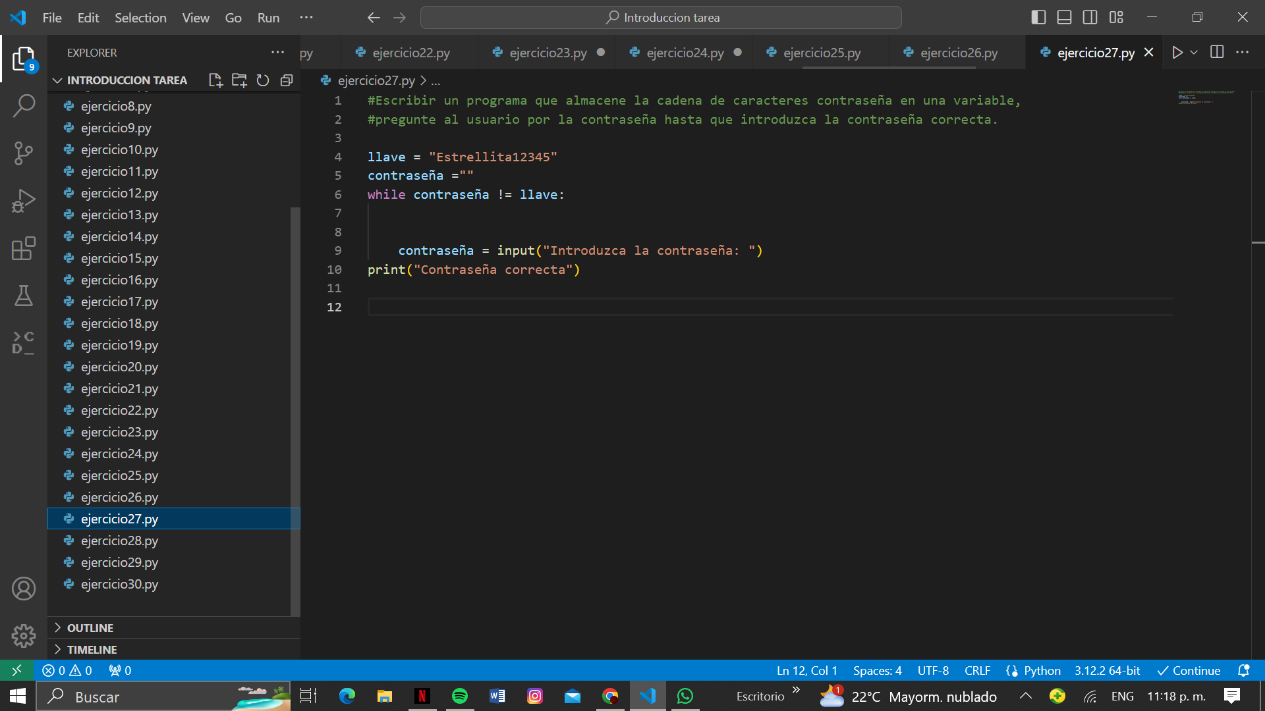 File Edit Selection View Go Run ···
Introduccion tarea
EXPLORER ···
py ejercicio22.py ejercicio23.py ejercicio24.py ejercicio25.py ejercicio26.py ejercicio27.py
INTRODUCCION TAREA
ejercicio27.py > ...
ejercicio8.py
ejercicio9.py
ejercicio10.py
ejercicio11.py
ejercicio12.py
ejercicio13.py
ejercicio14.py
ejercicio15.py
ejercicio16.py
ejercicio17.py
ejercicio18.py
ejercicio19.py
ejercicio20.py
ejercicio21.py
ejercicio22.py
ejercicio23.py
ejercicio24.py
ejercicio25.py
ejercicio26.py
ejercicio27.py
ejercicio28.py
ejercicio29.py
ejercicio30.py
OUTLINE
TIMELINE
1 #Escribir un programa que almacene la cadena de caracteres contraseña en una variable,
2 #pregunte al usuario por la contraseña hasta que introduzca la contraseña correcta.
3
4 llave = "Estrellita12345"
5 contraseña =""
6 while contraseña != llave:
7
8
9 contraseña = input("Introduzca la contraseña: ")
10 print("Contraseña correcta")
11
12
9
0 0 0 Ln 12, Col 1 Spaces: 4 UTF-8 CRLF Python 3.12.2 64-bit Continue
Buscar Escritorio 1 22°C Mayorm. nublado ENG 11:18 p. m.